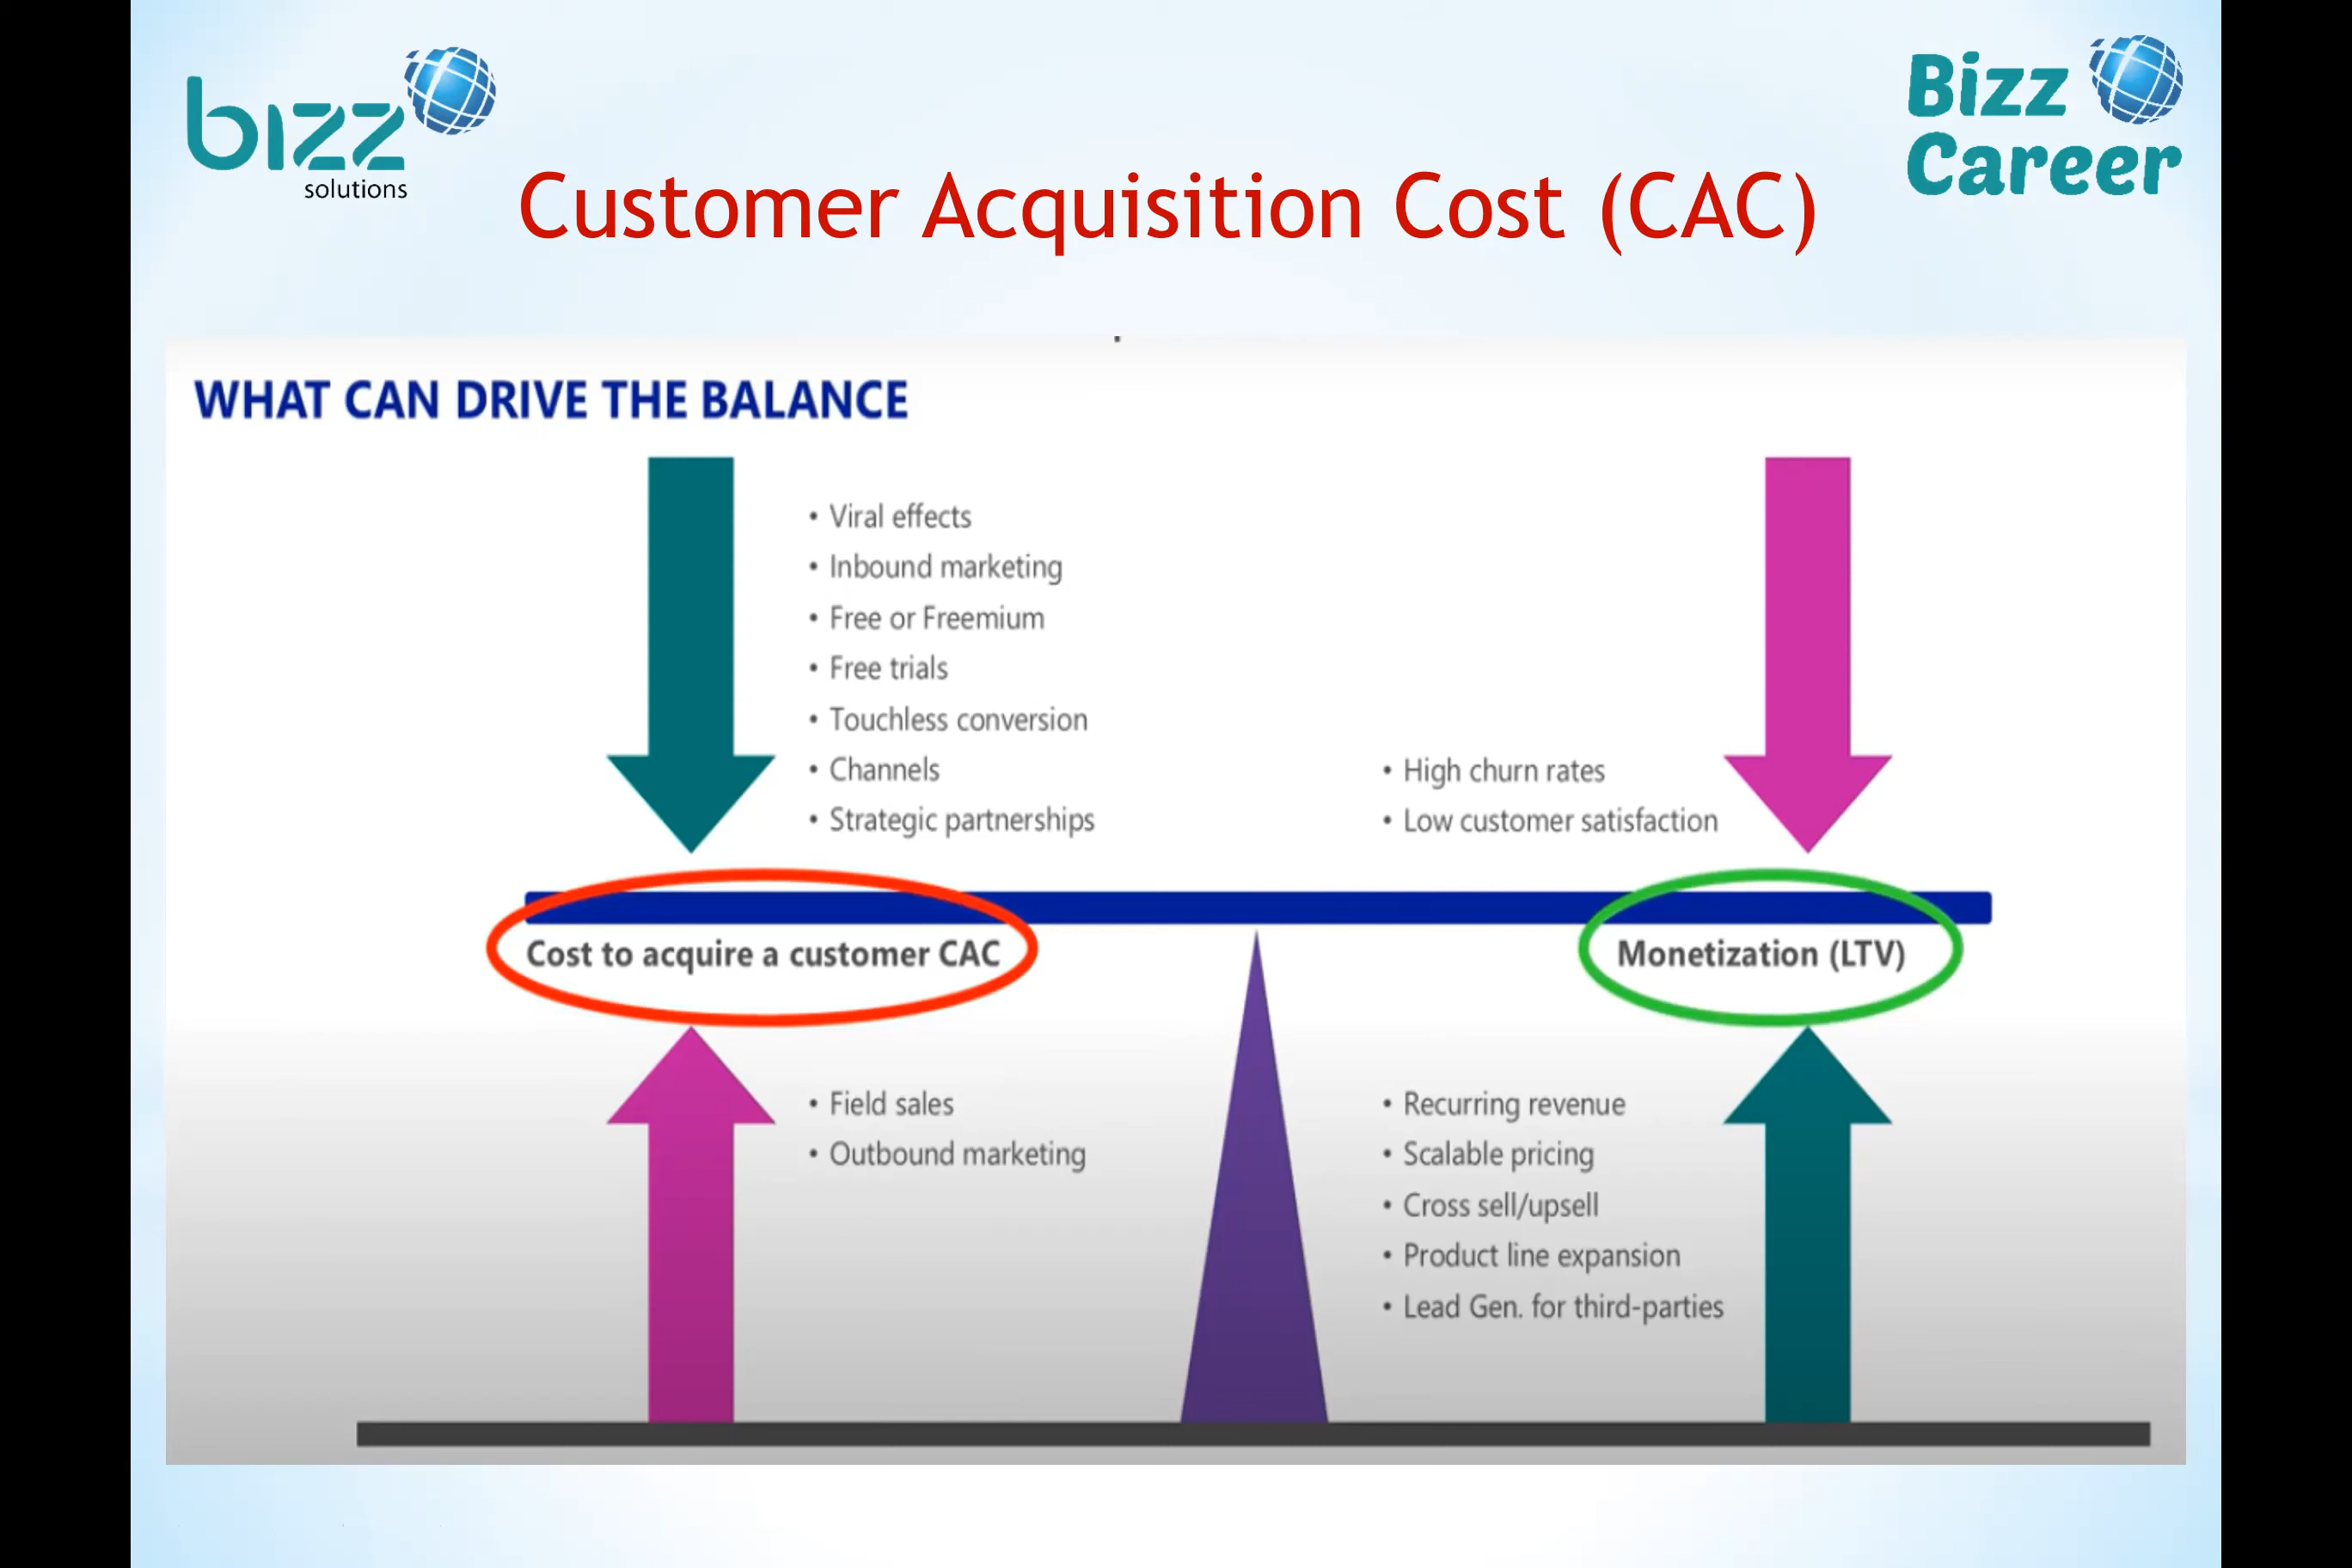 bizz
solutions
Bizz
Career
Customer Acquisition Cost (CAC)
WHAT CAN DRIVE THE BALANCE
• Viral effects
• Inbound marketing
• Free or Freemium
• Free trials
• Touchless conversion
• Channels
• Strategic partnerships
• High churn rates
• Low customer satisfaction
Cost to acquire a customer CAC
Monetization (LTV)
• Field sales
• Outbound marketing
• Recurring revenue
• Scalable pricing
• Cross sell/upsell
• Product line expansion
• Lead Gen. for third-parties